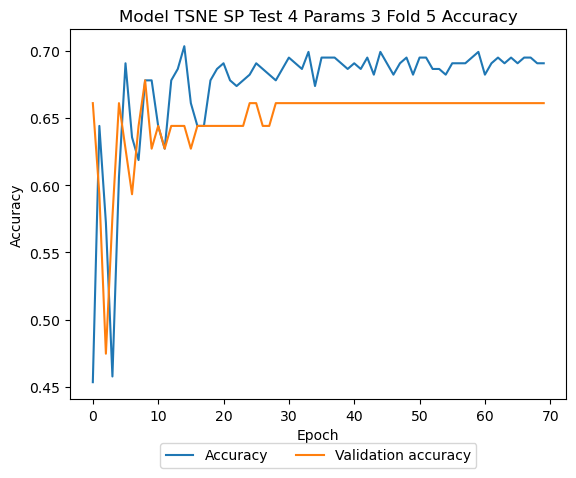 Model TSNE SP Test 4 Params 3 Fold 5 Accuracy
0.70
0.65
0.60
0.55
0.50
0.45
Accuracy
0 10 20 30 40 50 60 70
Epoch
Accuracy Validation accuracy